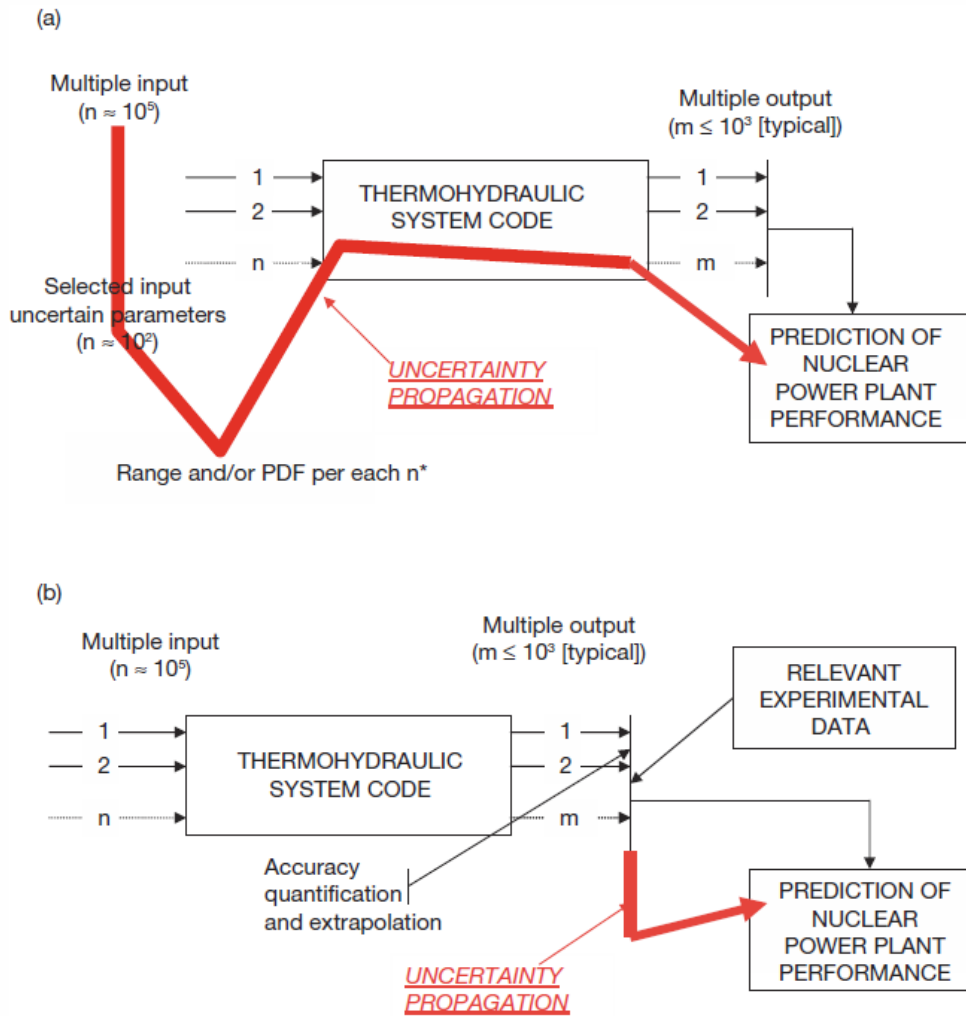 (a)
Multiple input
(n ≈ 10⁵)
Multiple output
(m ≤ 10³ [typical])
1
2
n
THERMOHYDRAULIC
SYSTEM CODE
1
2
m
Selected input
uncertain parameters
(n ≈ 10²)
UNCERTAINTY
PROPAGATION
PREDICTION OF
NUCLEAR
POWER PLANT
PERFORMANCE
Range and/or PDF per each n*
(b)
Multiple input
(n ≈ 10⁵)
Multiple output
(m ≤ 10³ [typical])
RELEVANT
EXPERIMENTAL
DATA
1
2
n
THERMOHYDRAULIC
SYSTEM CODE
1
2
m
Accuracy
quantification
and extrapolation
PREDICTION OF
NUCLEAR
POWER PLANT
PERFORMANCE
UNCERTAINTY
PROPAGATION